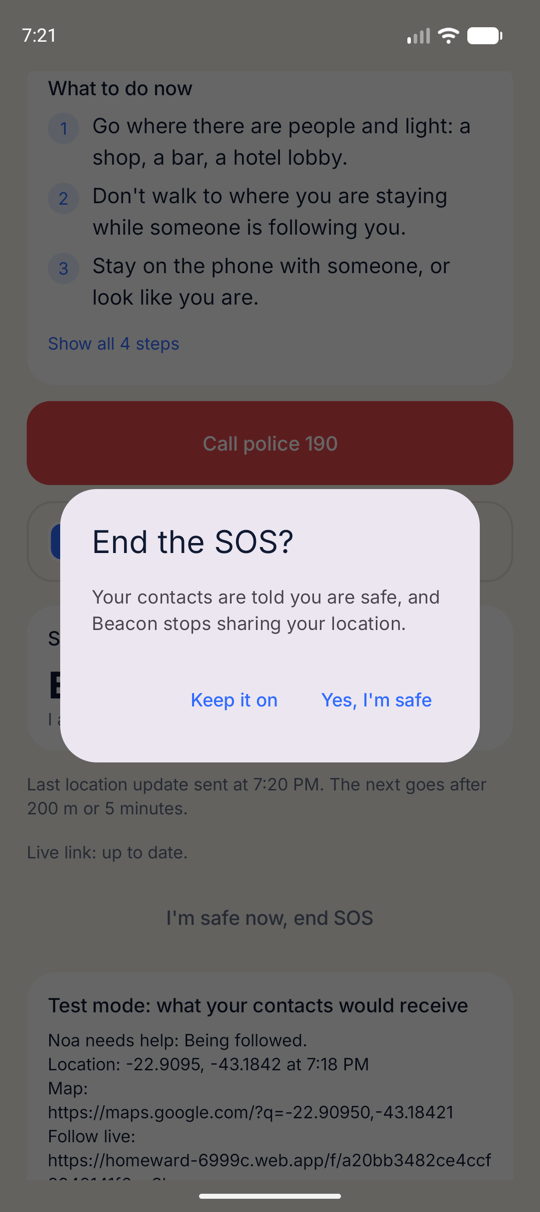 7:21
What to do now
1 Go where there are people and light: a
shop, a bar, a hotel lobby.
2 Don't walk to where you are staying
while someone is following you.
3 Stay on the phone with someone, or
look like you are.
Show all 4 steps
Call police 190
End the SOS?
Your contacts are told you are safe, and
Beacon stops sharing your location.
Keep it on Yes, I'm safe
Last location update sent at 7:20 PM. The next goes after
200 m or 5 minutes.
Live link: up to date.
I'm safe now, end SOS
Test mode: what your contacts would receive
Noa needs help: Being followed.
Location: -22.9095, -43.1842 at 7:18 PM
Map:
https://maps.google.com/?q=-22.90950,-43.18421
Follow live:
https://homeward-6999c.web.app/f/a20bb3482ce4ccf